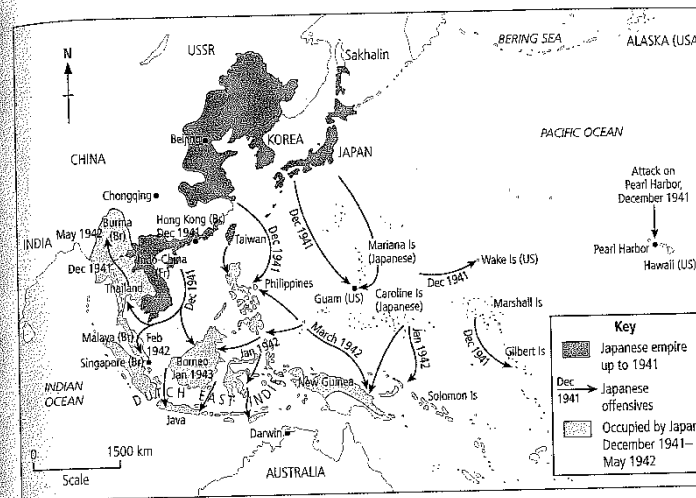 N
USSR
Sakhalin
BERING SEA
ALASKA (USA
Beijing
KOREA
JAPAN
PACIFIC OCEAN
CHINA
Attack on
Pearl Harbor,
December 1941
Chongqing
Burma
(Br)
May 1942
Hong Kong (Br)
Dec 1941
INDIA
Taiwan
Dec 1941
Dec 1941
Mariana Is
(Japanese)
Pearl Harbor
Hawaii (US)
Dec 1941
Indo-China
(Fr)
Dec 1941
Wake Is (US)
Dec 1941
Thailand
Philippines
Guam (US)
Caroline Is
(Japanese)
Marshall Is
Malaya (Br)
Feb
1942
Singapore (Br)
Borneo
Jan 1943
Jan 1942
March 1942
Jan 1942
Dec 1941
Gilbert Is
INDIAN
OCEAN
DUTCH EAST INDIE
New Guinea
Solomon Is
Java
Darwin
AUSTRALIA
0
1500 km
Scale
Key
Japanese empire
up to 1941
Dec
1941
Japanese
offensives
Occupied by Japan
December 1941–
May 1942